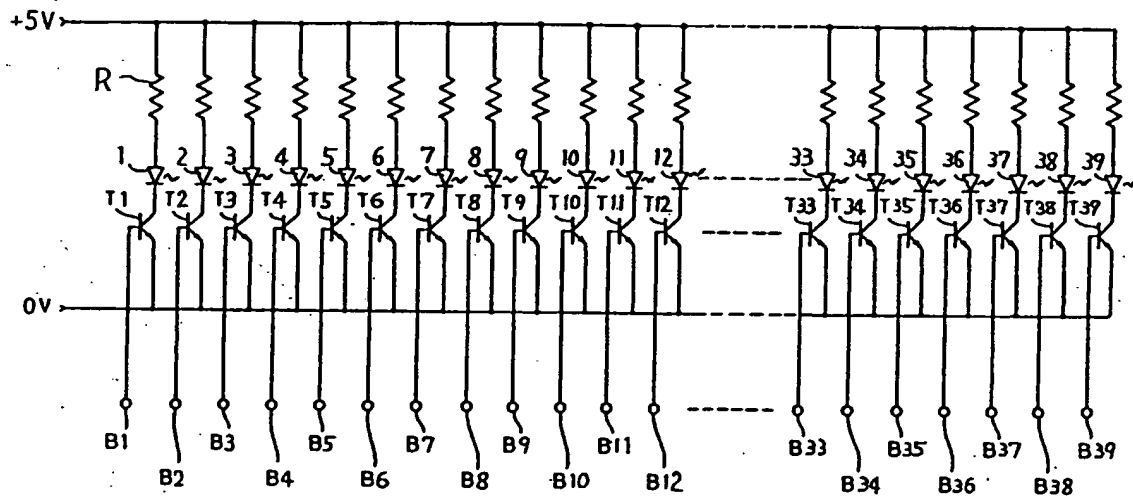 +5V
R
1 2 3 4 5 6 7 8 9 10 11 12 33 34 35 36 37 38 39
T1 T2 T3 T4 T5 T6 T7 T8 T9 T10 T11 T12 T33 T34 T35 T36 T37 T38 T39
0V
B1 B3 B5 B7 B9 B11 B33 B35 B37 B39
B2 B4 B6 B8 B10 B12 B34 B36 B38